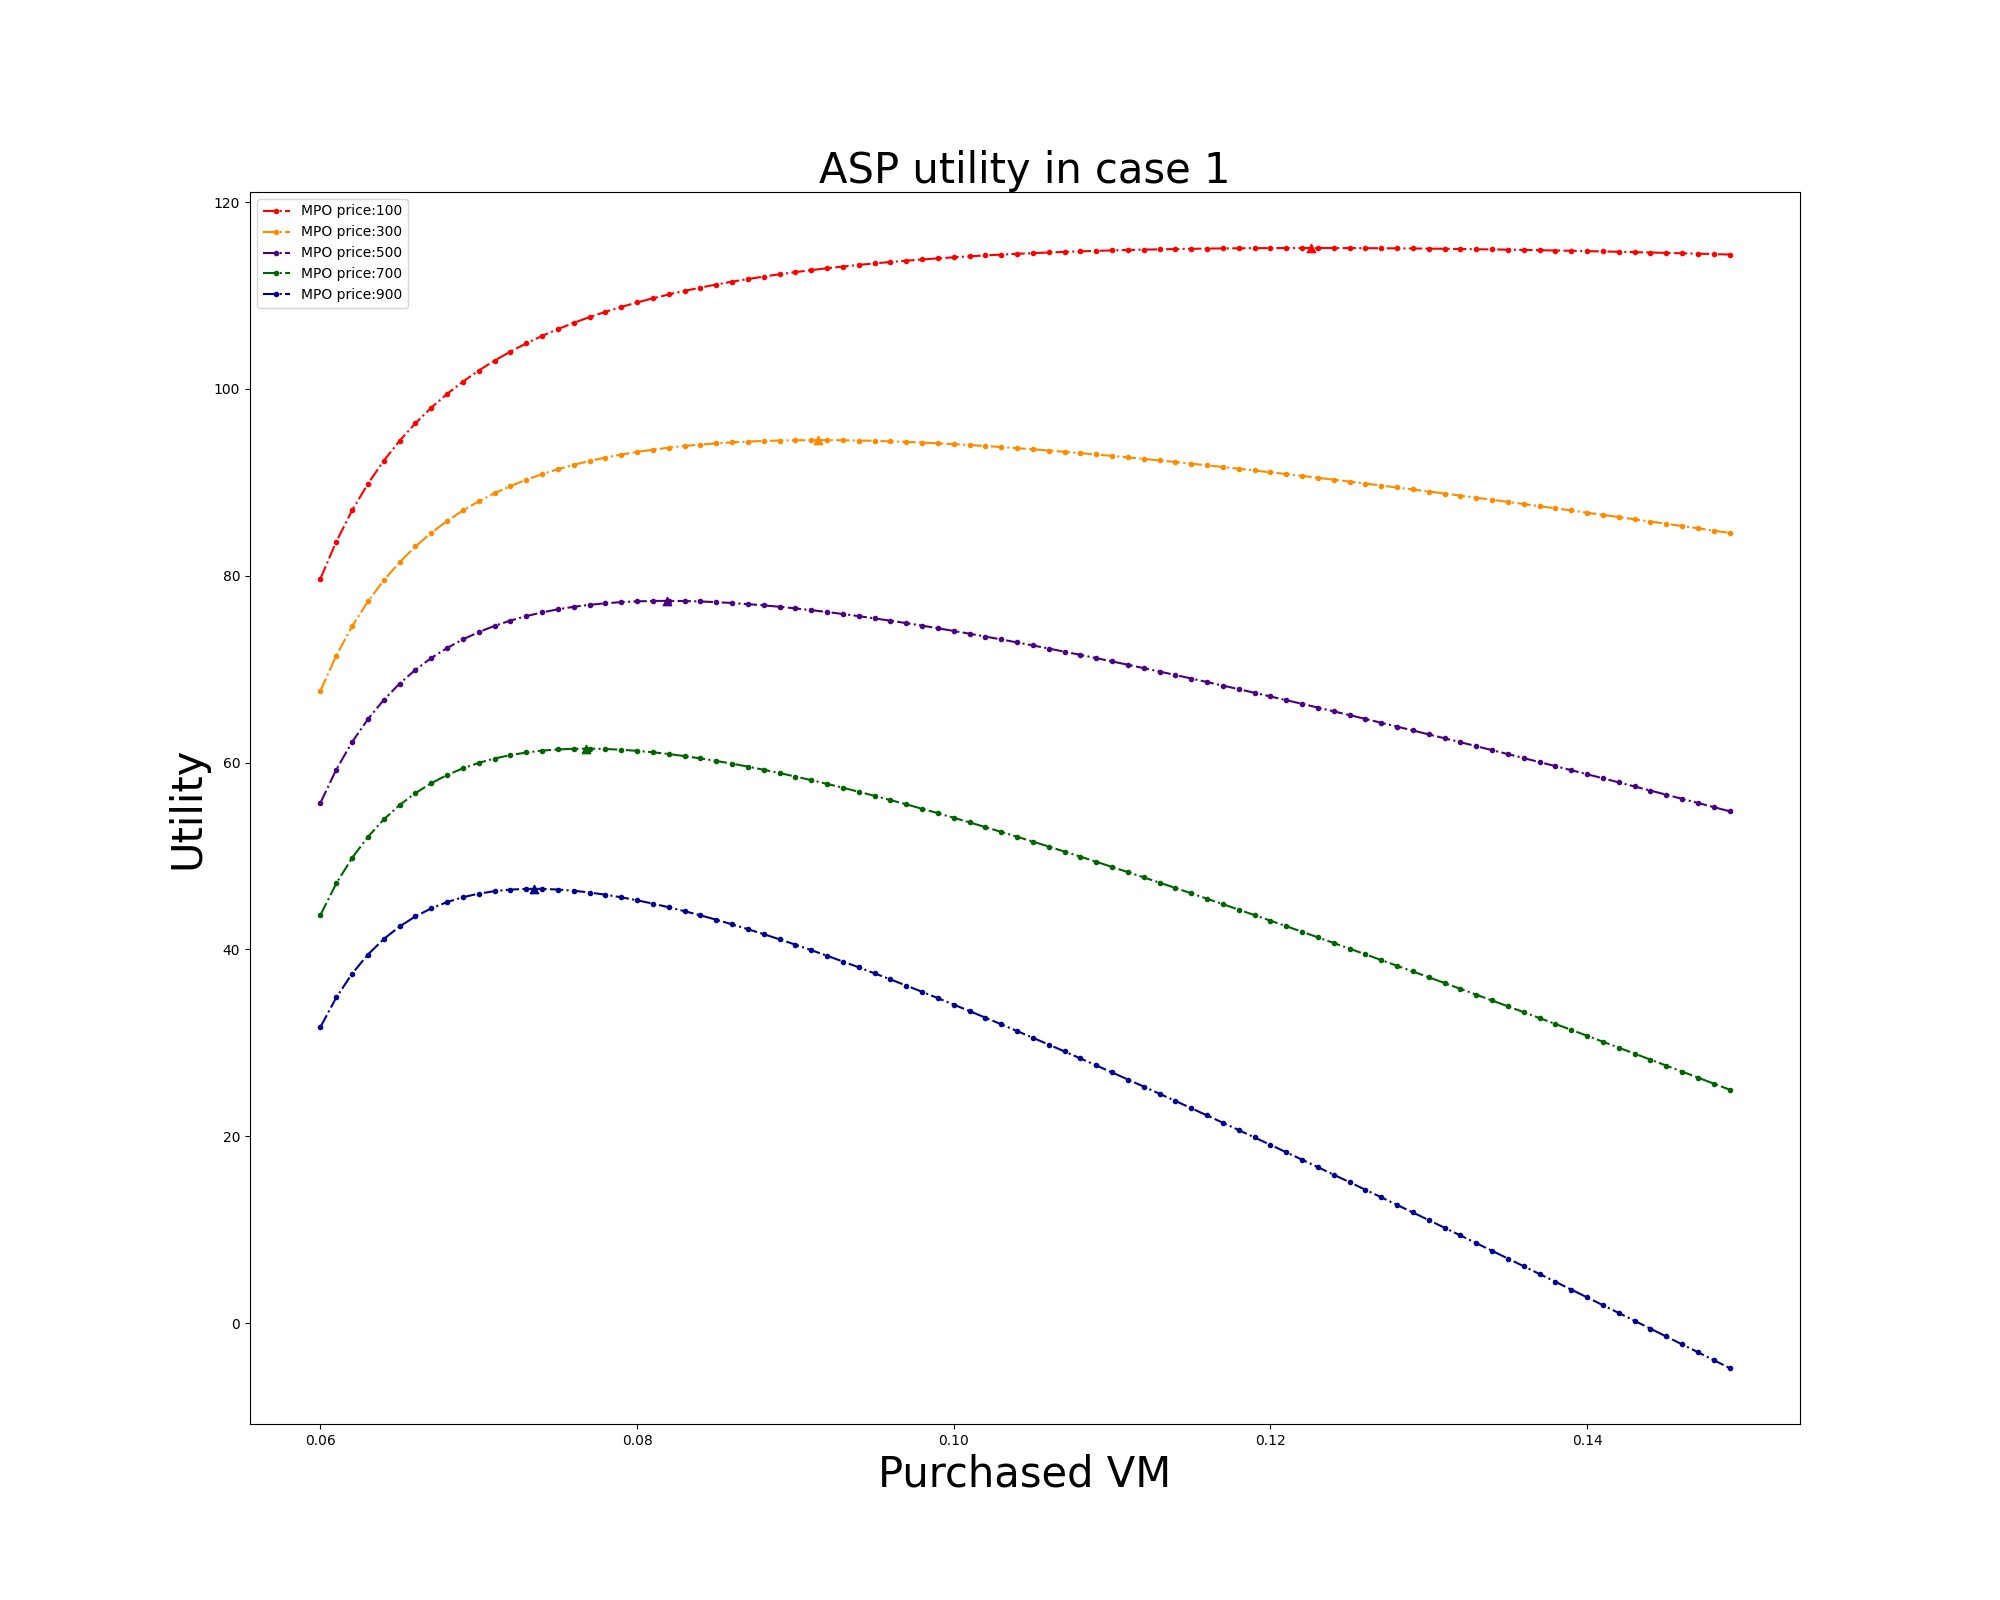 ASP utility in case 1
120
100
80
60
40
20
0
Utility
MPO price:100
MPO price:300
MPO price:500
MPO price:700
MPO price:900
0.06 0.08 0.10 0.12 0.14
Purchased VM